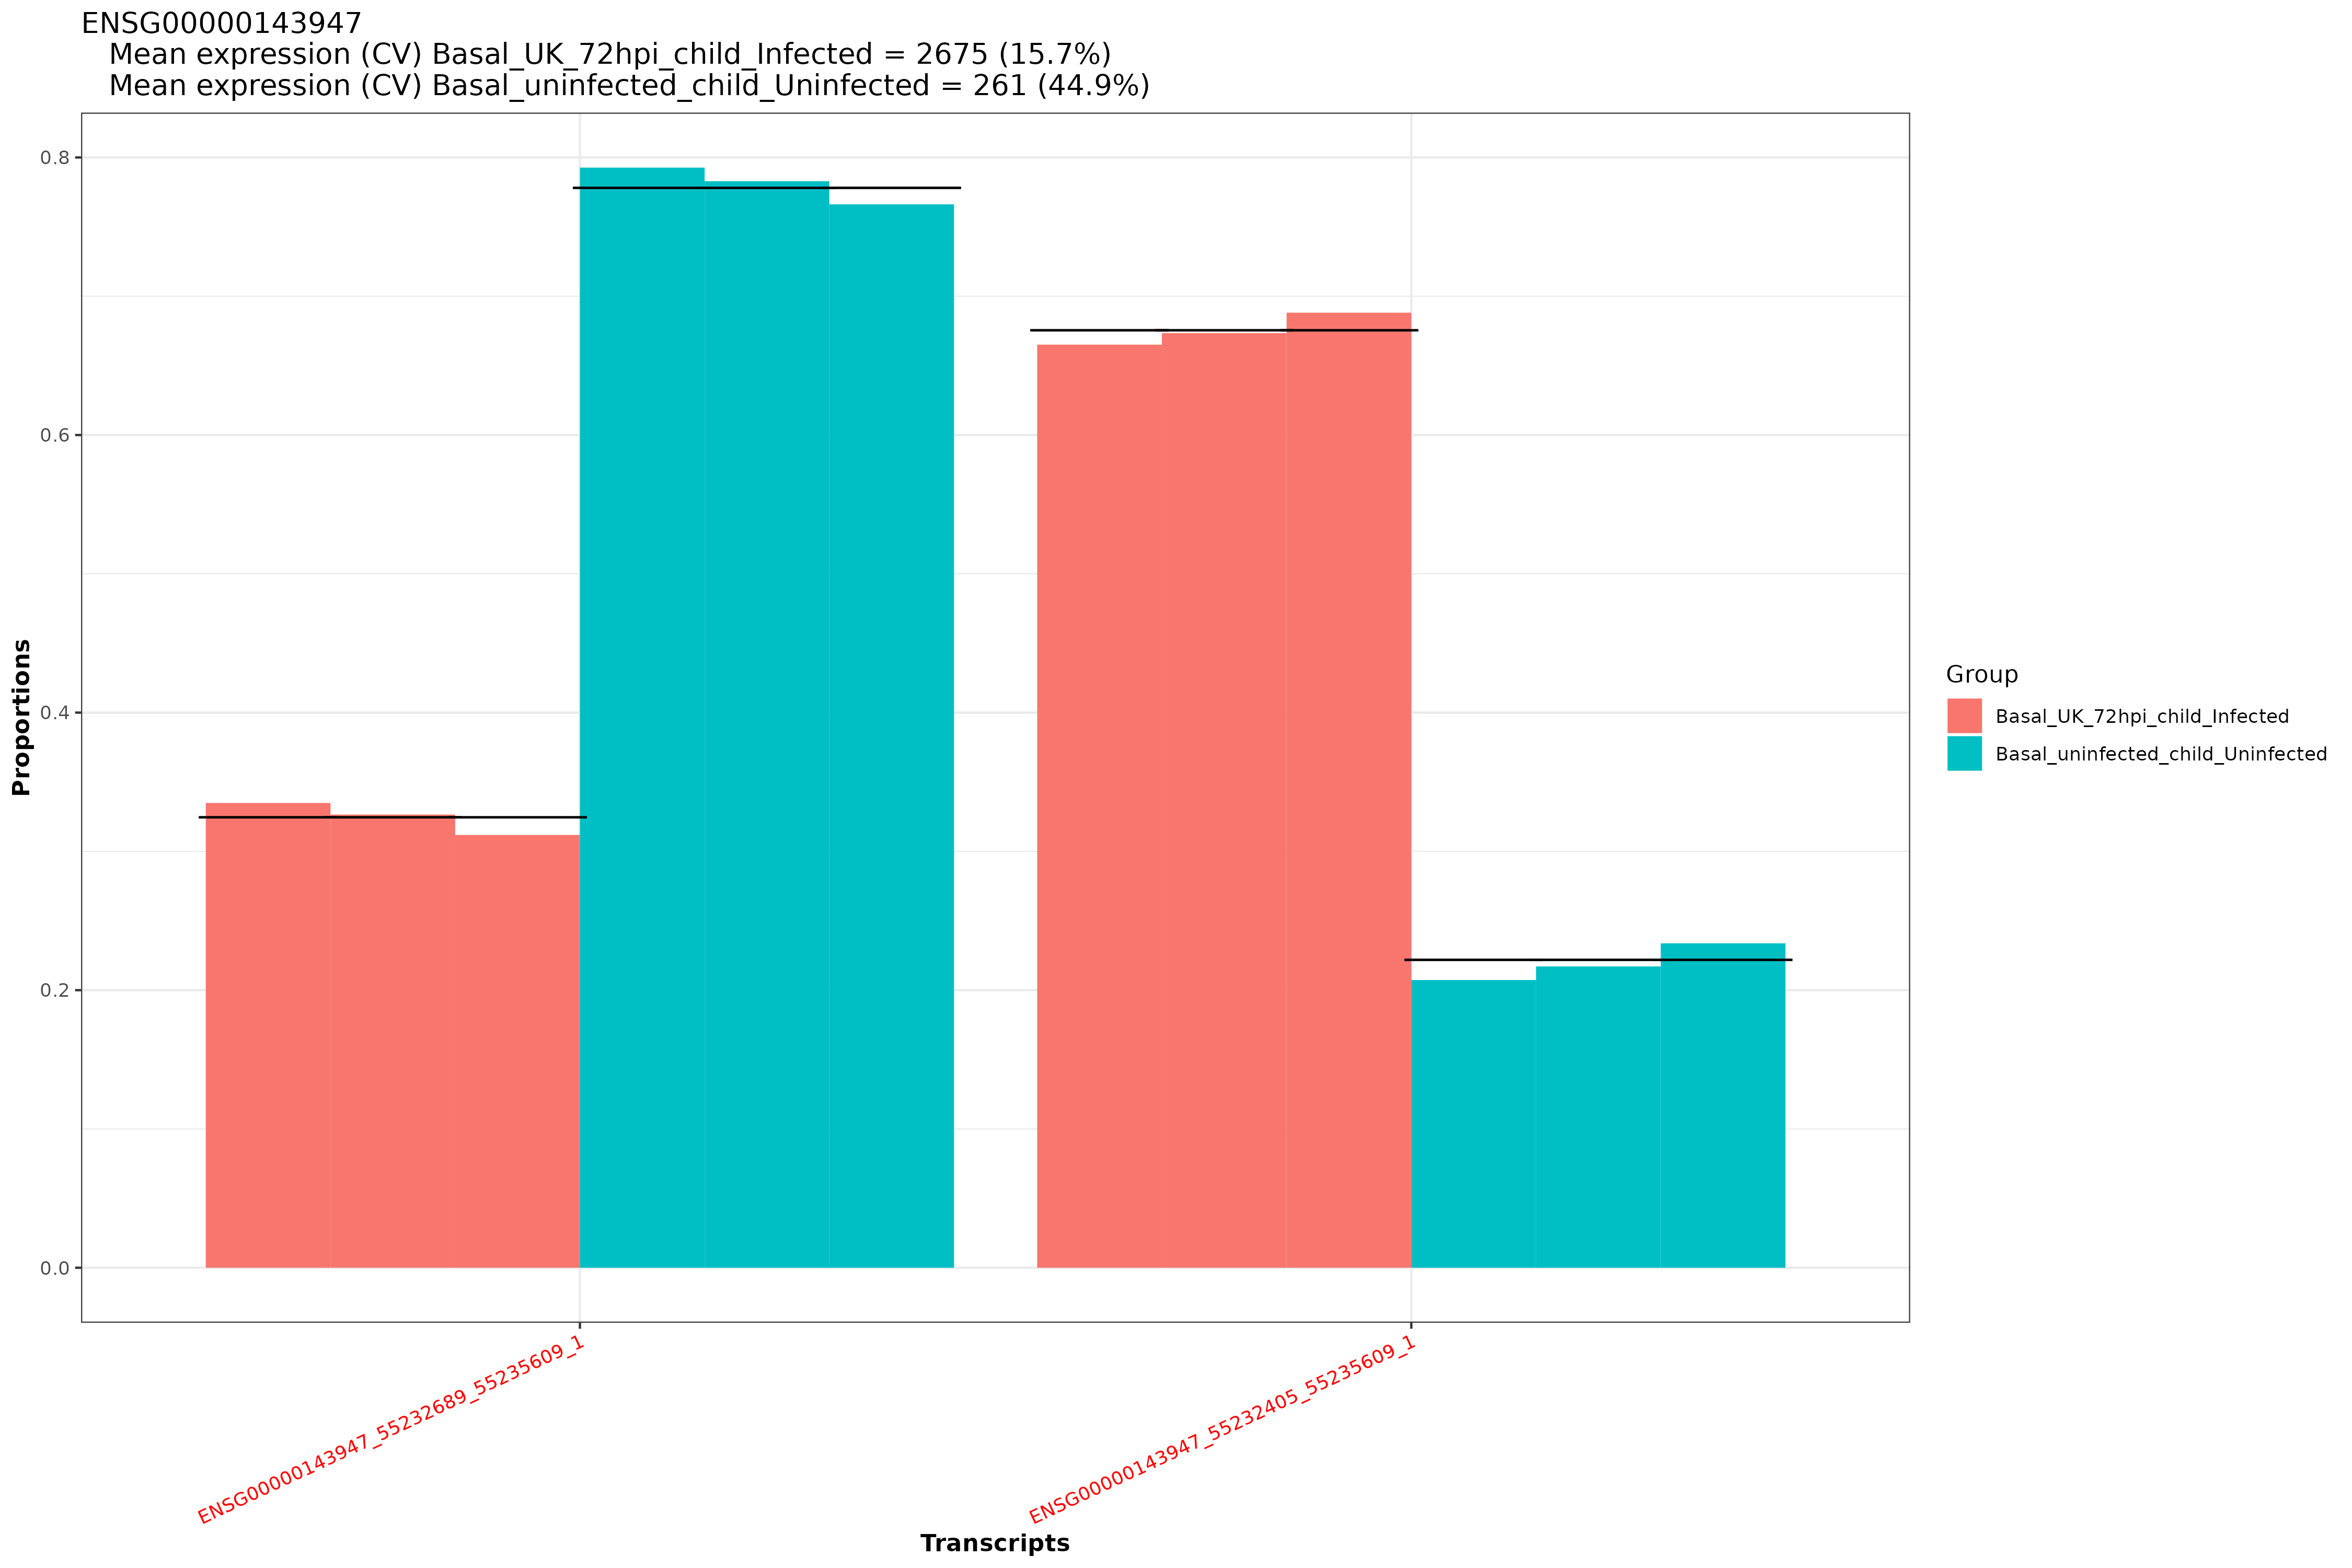 ENSG00000143947
Mean expression (CV) Basal_UK_72hpi_child_Infected = 2675 (15.7%)
Mean expression (CV) Basal_uninfected_child_Uninfected = 261 (44.9%)
0.8
0.6
0.4
0.2
0.0
Proportions
ENSG00000143947_55232689_55235609_1
ENSG00000143947_55232405_55235609_1
Transcripts
Group
Basal_UK_72hpi_child_Infected
Basal_uninfected_child_Uninfected